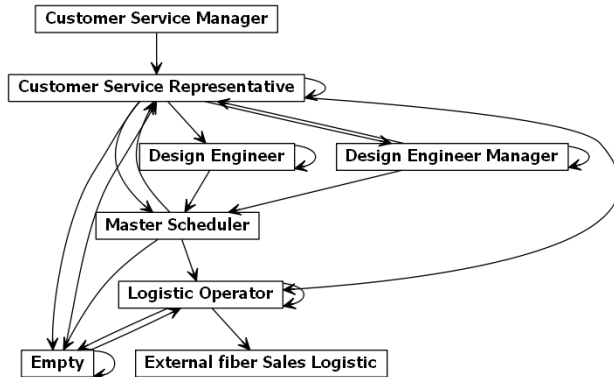 Customer Service Manager
Customer Service Representative
Design Engineer
Design Engineer Manager
Master Scheduler
Logistic Operator
Empty
External fiber Sales Logistic